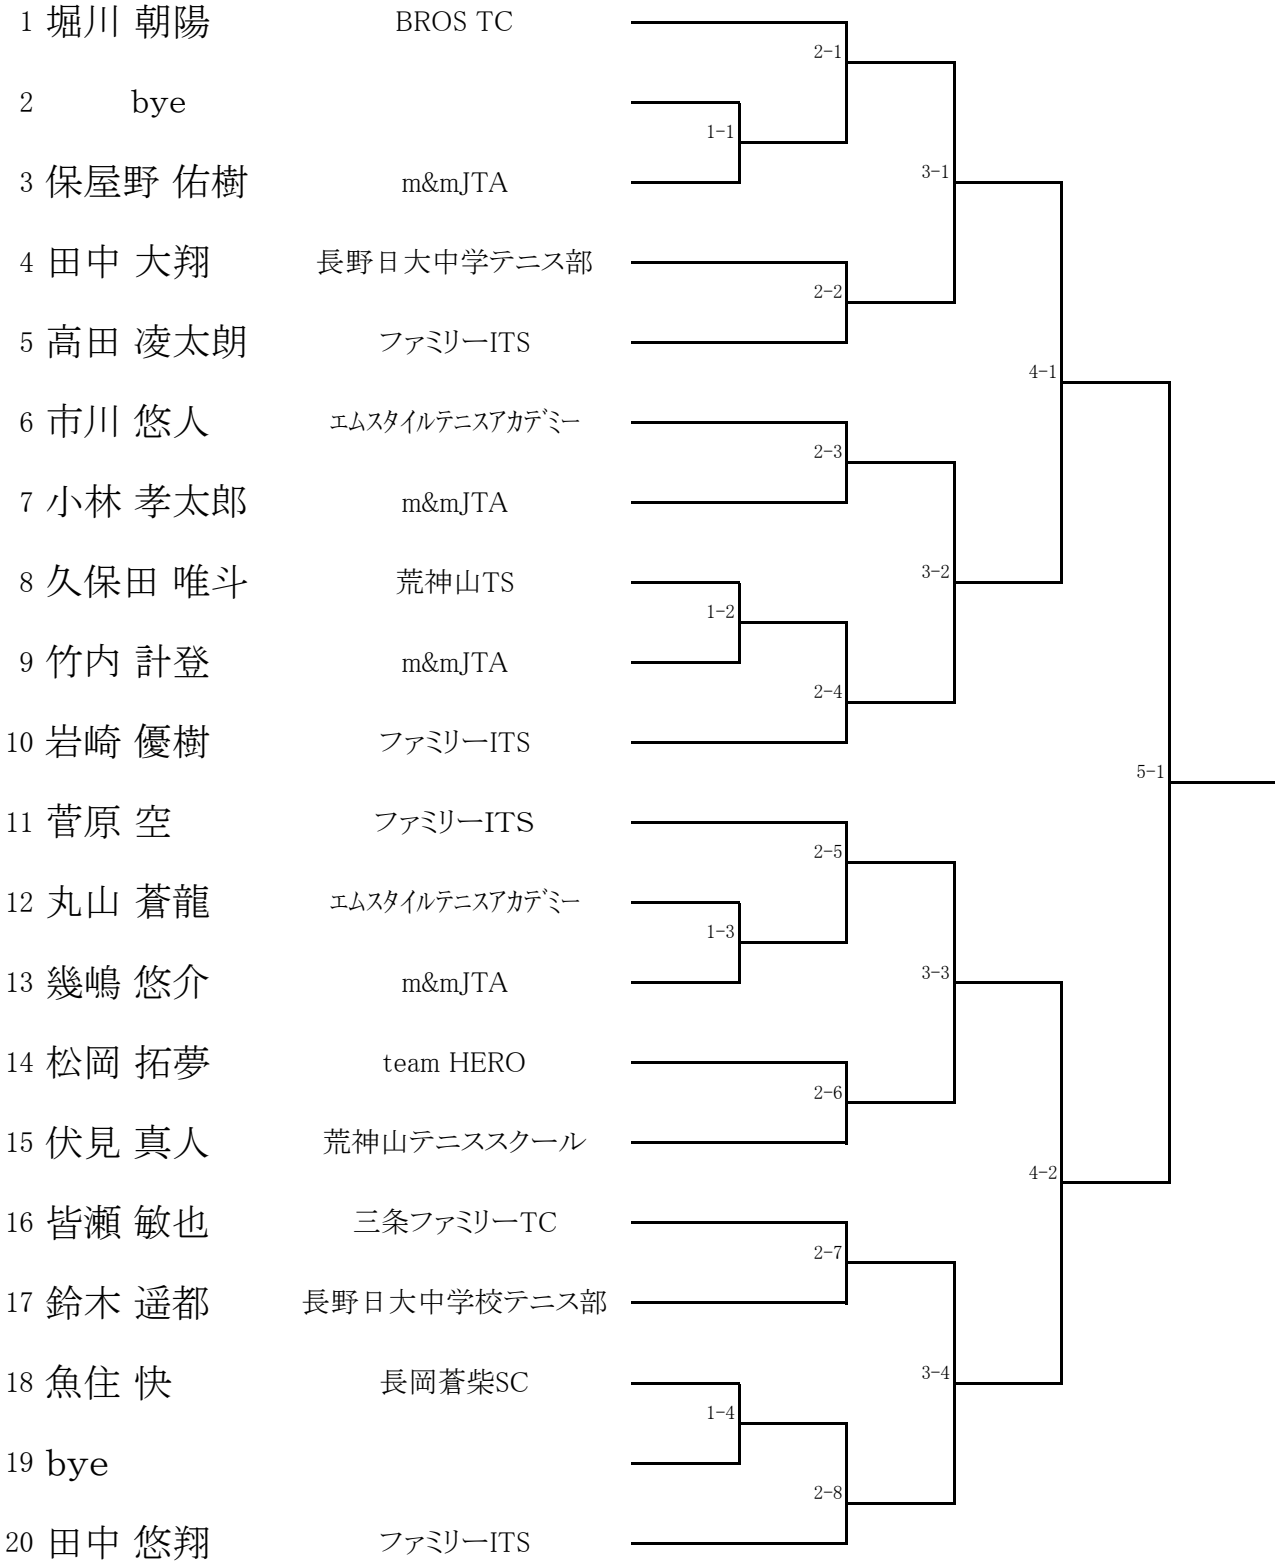 1 堀川 朝陽 BROS TC
2-1
2 bye
1-1
3 保屋野 佑樹 m&mJTA
3-1
4 田中 大翔 長野日大中学テニス部
2-2
5 高田 凌太朗 ファミリーITS
4-1
6 市川 悠人 エムスタイルテニスアカデミー
2-3
7 小林 孝太郎 m&mJTA
8 久保田 唯斗 荒神山TS
3-2
1-2
9 竹内 計登 m&mJTA
2-4
10 岩崎 優樹 ファミリーITS
5-1
11 菅原 空 ファミリーITS
2-5
12 丸山 蒼龍 エムスタイルテニスアカデミー
1-3
13 幾嶋 悠介 m&mJTA
3-3
14 松岡 拓夢 team HERO
2-6
15 伏見 真人 荒神山テニススクール
4-2
16 皆瀬 敏也 三条ファミリーTC
2-7
17 鈴木 遥都 長野日大中学校テニス部
3-4
18 魚住 快 長岡蒼柴SC
1-4
19 bye
2-8
20 田中 悠翔 ファミリーITS